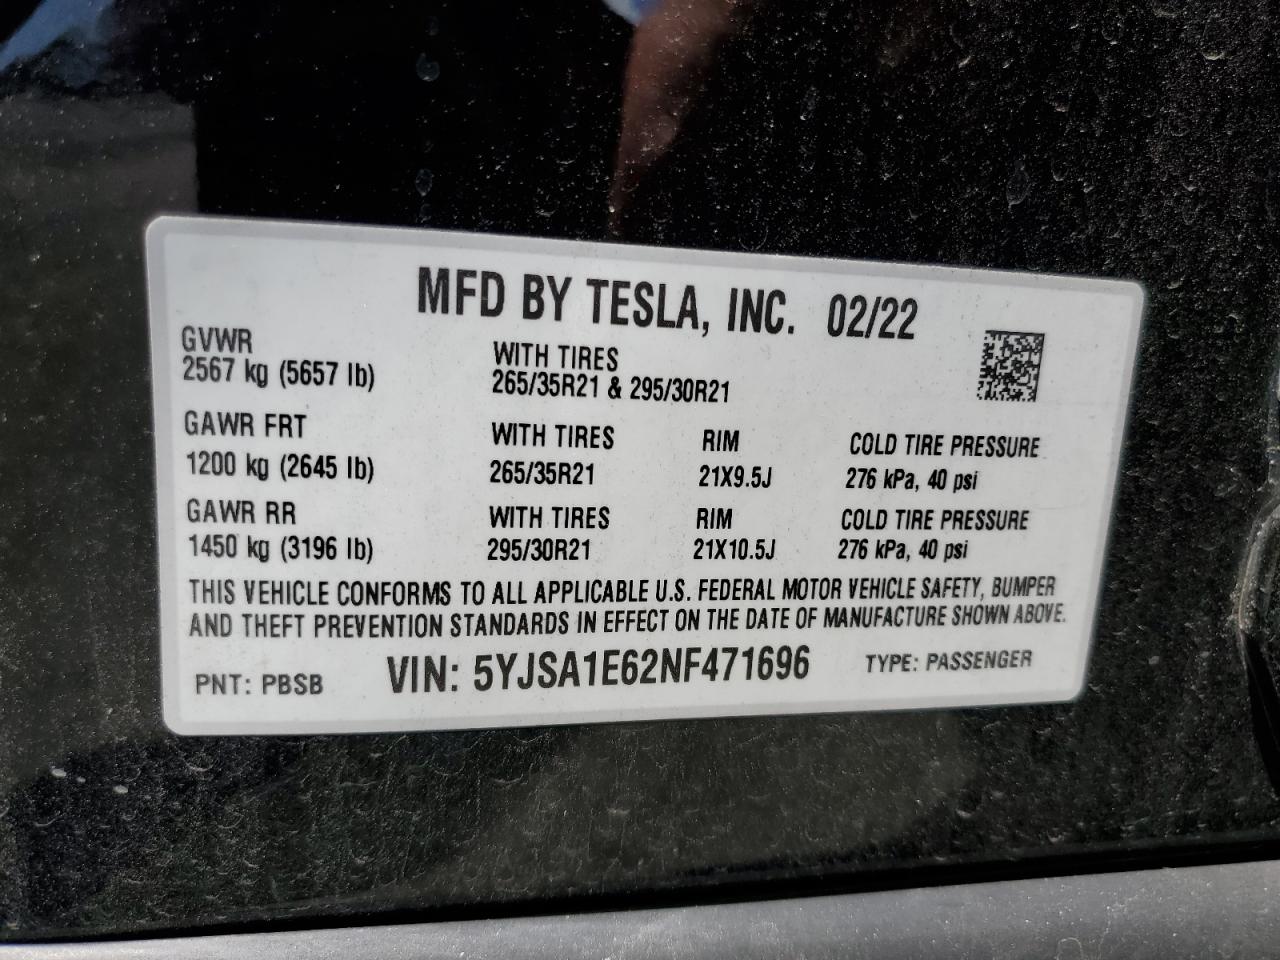 MFD BY TESLA, INC. 02/22
GVWR
2567 kg (5657 lb)
WITH TIRES
265/35R21 & 295/30R21
GAWR FRT WITH TIRES RIM COLD TIRE PRESSURE
1200 kg (2645 lb) 265/35R21 21X9.5J 276 kPa, 40 psi
GAWR RR WITH TIRES RIM COLD TIRE PRESSURE
1450 kg (3196 lb) 295/30R21 21X10.5J 276 kPa, 40 psi
THIS VEHICLE CONFORMS TO ALL APPLICABLE U.S. FEDERAL MOTOR VEHICLE SAFETY, BUMPER
AND THEFT PREVENTION STANDARDS IN EFFECT ON THE DATE OF MANUFACTURE SHOWN ABOVE.
PNT: PBSB VIN: 5YJSA1E62NF471696 TYPE: PASSENGER